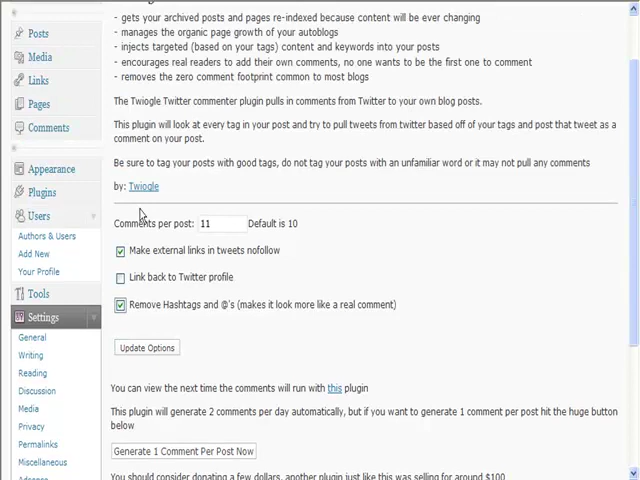 Posts
Media
Links
Pages
Comments
Appearance
Plugins
Users
Authors & Users
Add New
Your Profile
Tools
Settings
General
Writing
Reading
Discussion
Media
Privacy
Permalinks
Miscellaneous
- gets your archived posts and pages re-indexed because content will be ever changing
- manages the organic page growth of your autoblogs
- injects targeted (based on your tags) content and keywords into your posts
- encourages real readers to add their own comments, no one wants to be the first one to comment
- removes the zero comment footprint common to most blogs
The Twiogle Twitter commenter plugin pulls in comments from Twitter to your own blog posts.
This plugin will look at every tag in your post and try to pull tweets from twitter based off of your tags and post that tweet as a
comment on your post.
Be sure to tag your posts with good tags, do not tag your posts with an unfamiliar word or it may not pull any comments
by: Twiogle
Comments per post: 11 Default is 10
Make external links in tweets nofollow
Link back to Twitter profile
Remove Hashtags and @'s (makes it look more like a real comment)
Update Options
You can view the next time the comments will run with this plugin
This plugin will generate 2 comments per day automatically, but if you want to generate 1 comment per post hit the huge button
below
Generate 1 Comment Per Post Now
You should consider donating a few dollars, another plugin just like this was selling for around $100